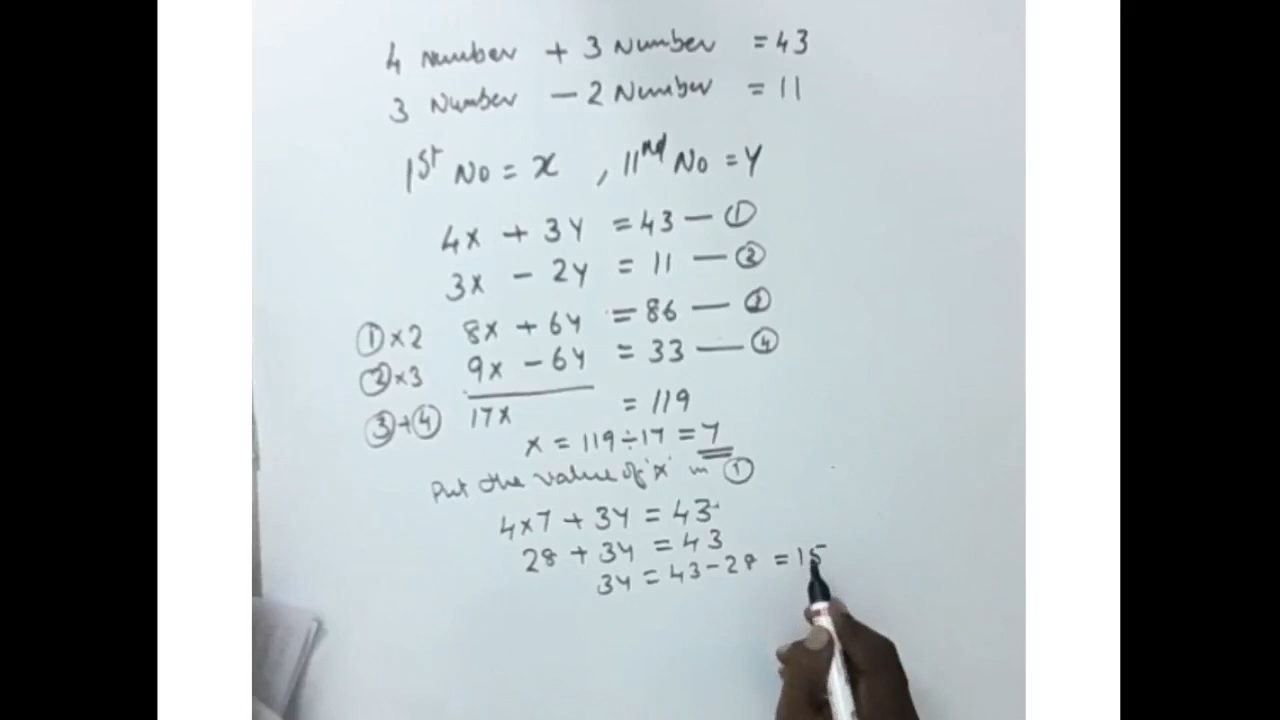 4 Number + 3 Number = 43
3 Number − 2 Number = 11
1st No = x , 11nd No = y
4x + 3y = 43 — ①
3x − 2y = 11 — ②
①×2 8x + 6y = 86 — ③
②×3 9x − 6y = 33 — ④
③+④ 17x = 119
x = 119÷17 = 7
Put the value of 'x' in ①
4×7 + 3y = 43
28 + 3y = 43
3y = 43−28 = 15